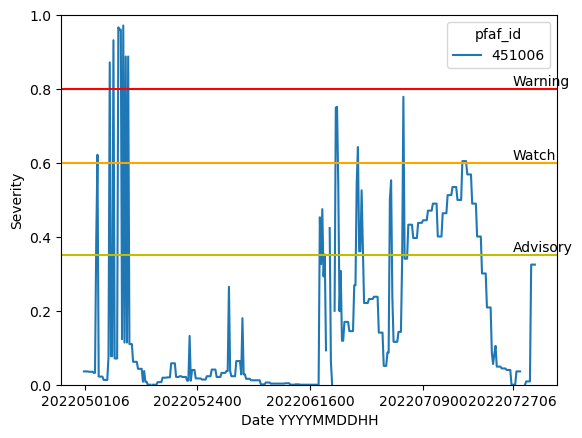 pfaf_id
451006
1.0
0.8
0.6
0.4
0.2
0.0
Severity
Warning
Watch
Advisory
2022050106
2022052400
2022061600
2022070900
2022072706
Date YYYYMMDDHH